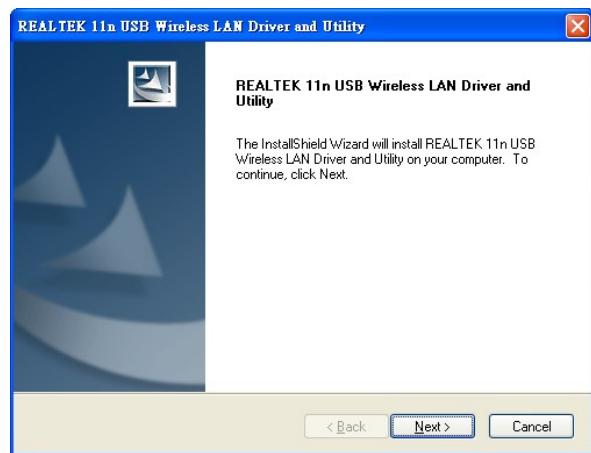 REALTEK 11n USB Wireless LAN Driver and Utility
REALTEK 11n USB Wireless LAN Driver and
Utility
The InstallShield Wizard will install REALTEK 11n USB
Wireless LAN Driver and Utility on your computer. To
continue, click Next.
< Back
Next >
Cancel